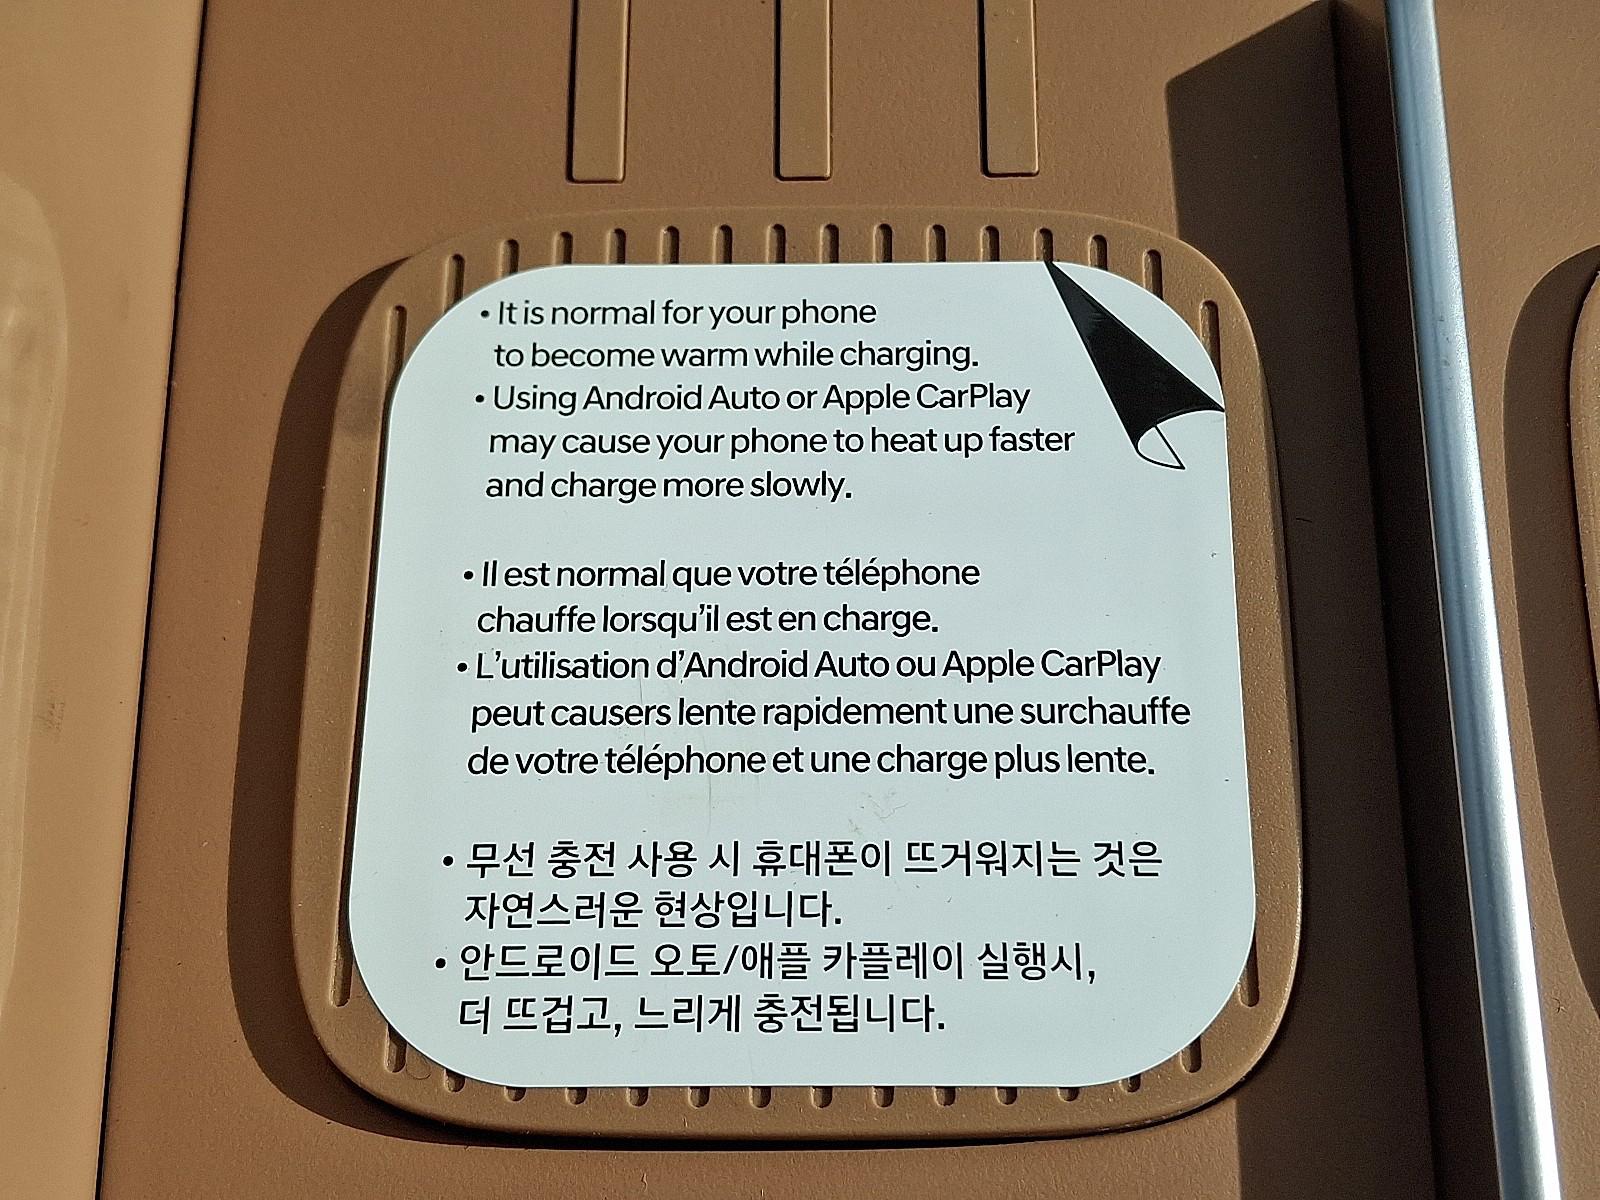 • It is normal for your phone
to become warm while charging.
• Using Android Auto or Apple CarPlay
may cause your phone to heat up faster
and charge more slowly.
• Il est normal que votre téléphone
chauffe lorsqu’il est en charge.
• L’utilisation d’Android Auto ou Apple CarPlay
peut causers lente rapidement une surchauffe
de votre téléphone et une charge plus lente.
• 무선 충전 사용 시 휴대폰이 뜨거워지는 것은
자연스러운 현상입니다.
• 안드로이드 오토/애플 카플레이 실행시,
더 뜨겁고, 느리게 충전됩니다.